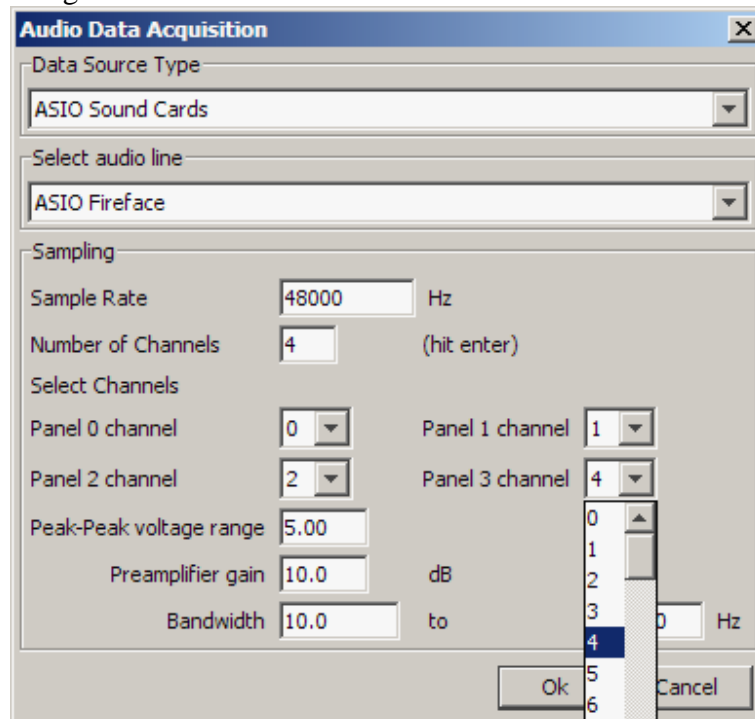 Audio Data Acquisition
Data Source Type
ASIO Sound Cards
Select audio line
ASIO Fireface
Sampling
Sample Rate 48000 Hz
Number of Channels 4 (hit enter)
Select Channels
Panel 0 channel 0 Panel 1 channel 1
Panel 2 channel 2 Panel 3 channel 4
Peak-Peak voltage range 5.00
0
1
Preamplifier gain 10.0 dB
2
3
Bandwidth 10.0 to 0 Hz
4
5
Ok Cancel
6